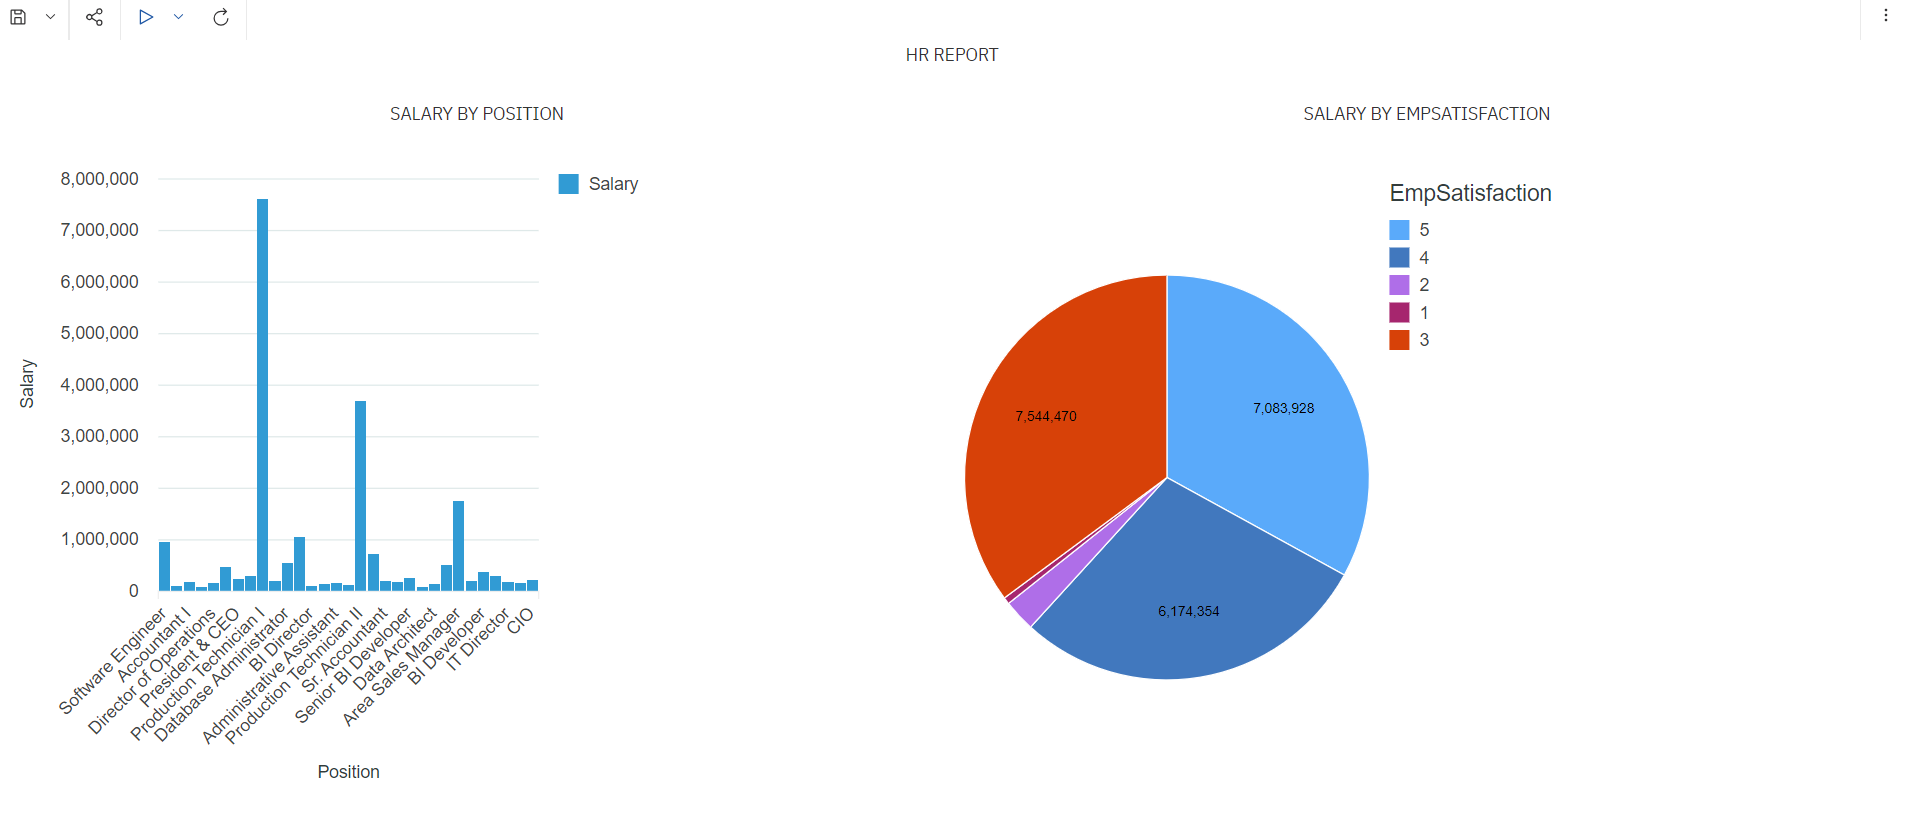 HR REPORT
SALARY BY POSITION
8,000,000
7,000,000
6,000,000
5,000,000
4,000,000
3,000,000
2,000,000
1,000,000
0
Salary
Salary
Software Engineer
Accountant I
Director of Operations
President & CEO
Production Technician I
Database Administrator
BI Director
Administrative Assistant
Production Technician II
Sr. Accountant
Senior BI Developer
Data Architect
Area Sales Manager
BI Developer
IT Director
CIO
Position
SALARY BY EMPSATISFACTION
EmpSatisfaction
5
4
2
1
3
7,544,470
7,083,928
6,174,354